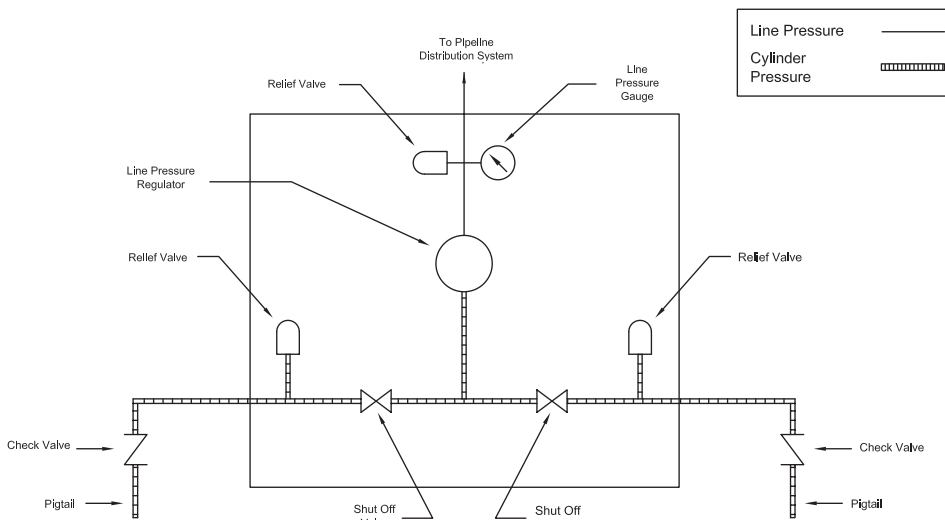 To Pipeline
Distribution System
Relief Valve
Line
Pressure
Gauge
Line Pressure
Cylinder
Pressure
Line Pressure
Regulator
Relief Valve
Relief Valve
Check Valve
Check Valve
Pigtail
Shut Off
Shut Off
Pigtail